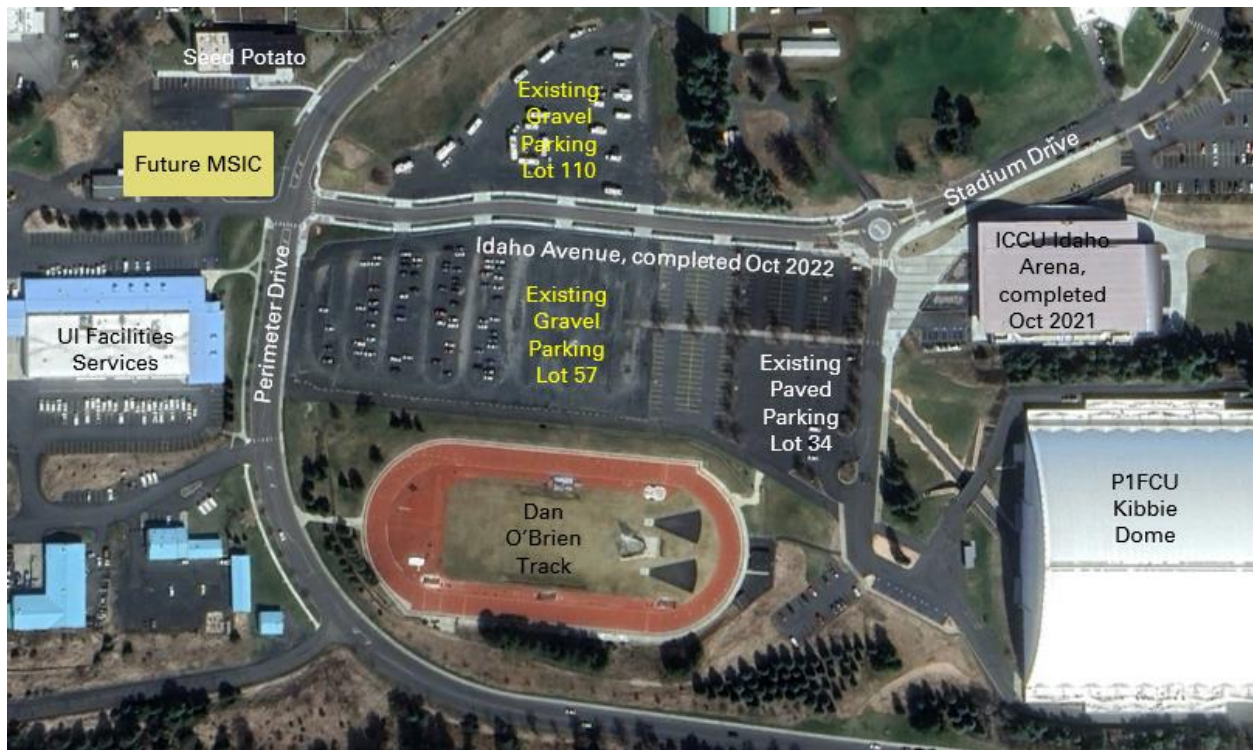 Seed Potato
Existing
Gravel
Parking
Lot 110
Future MSIC
Stadium Drive
Idaho Avenue, completed Oct 2022
ICCU Idaho
Arena,
completed
Oct 2021
Perimeter Drive
Existing
Gravel
Parking
Lot 57
UI Facilities
Services
Existing
Paved
Parking
Lot 34
P1FCU
Kibbie
Dome
Dan
O'Brien
Track